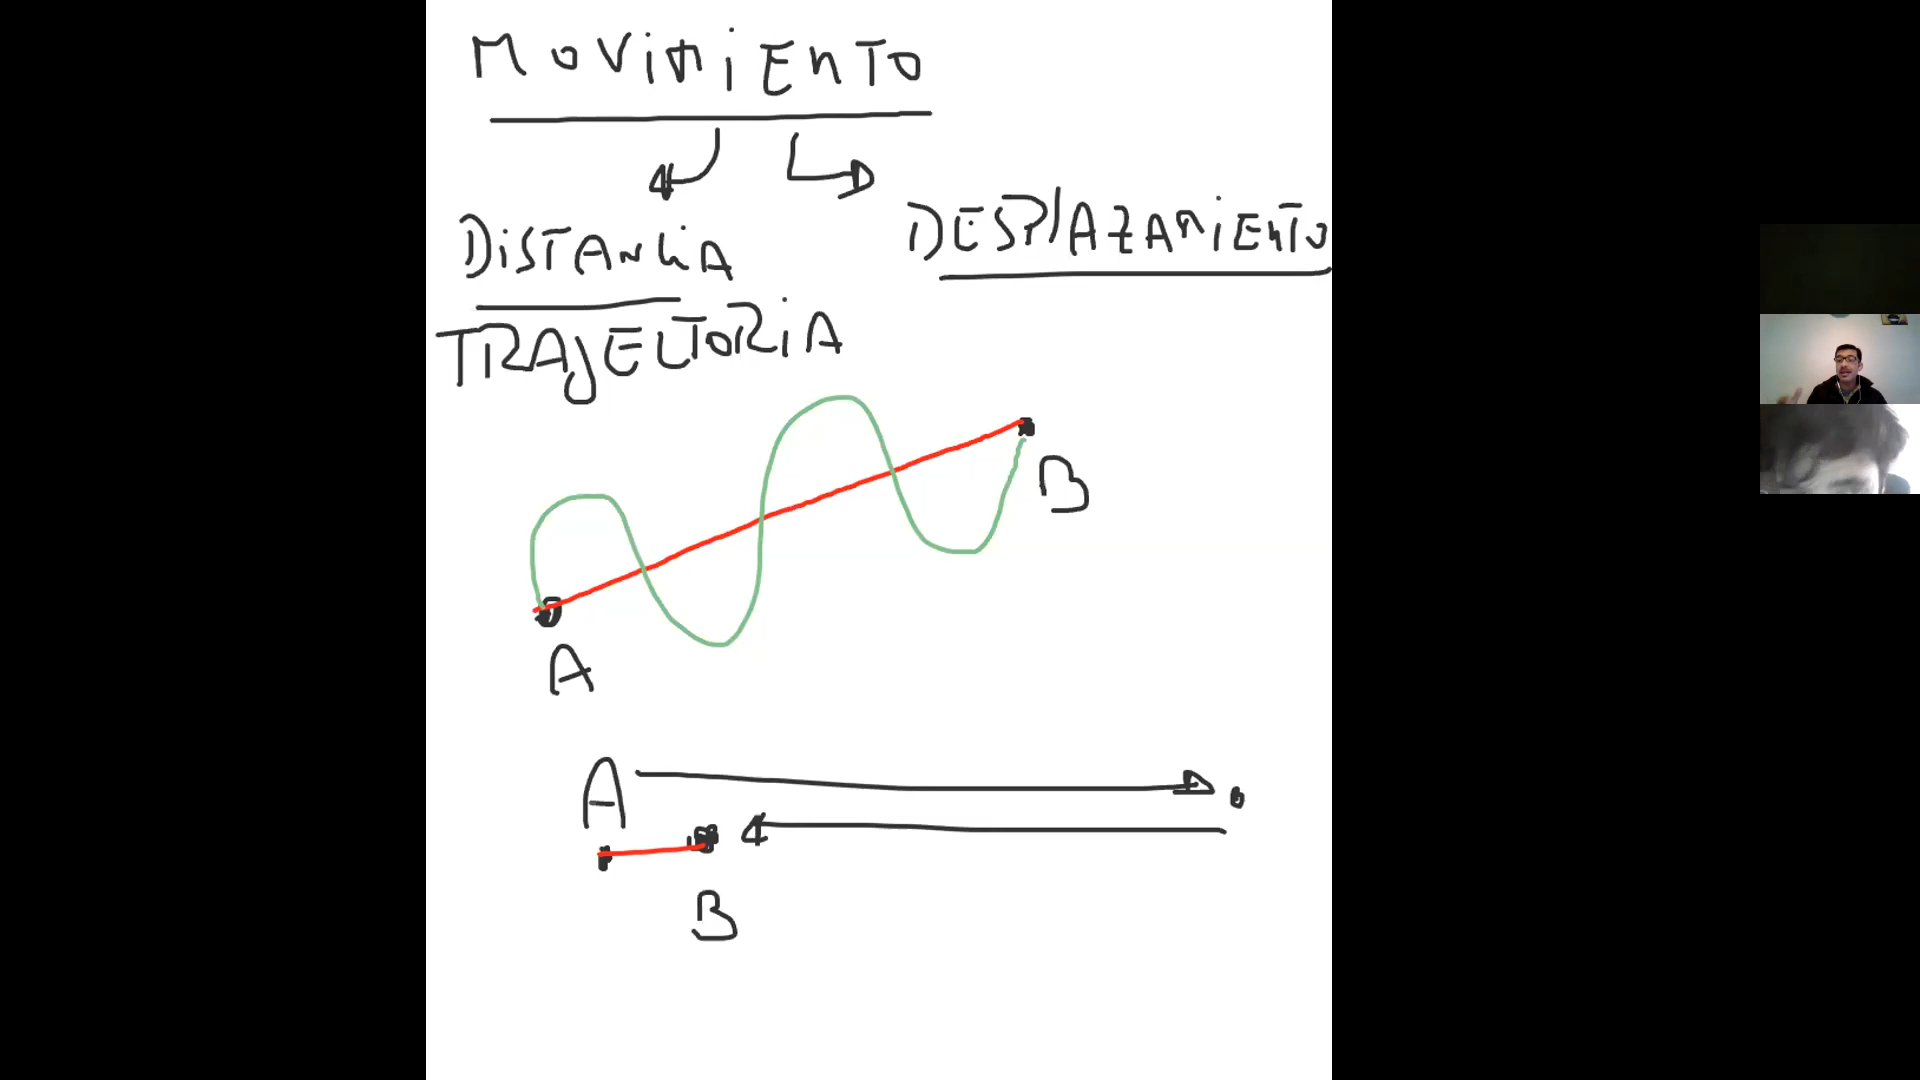 MOVIMIENTO
DISTANCIA
DESPLAZAMIENTO
TRAJECTORIA
B
A
A
B